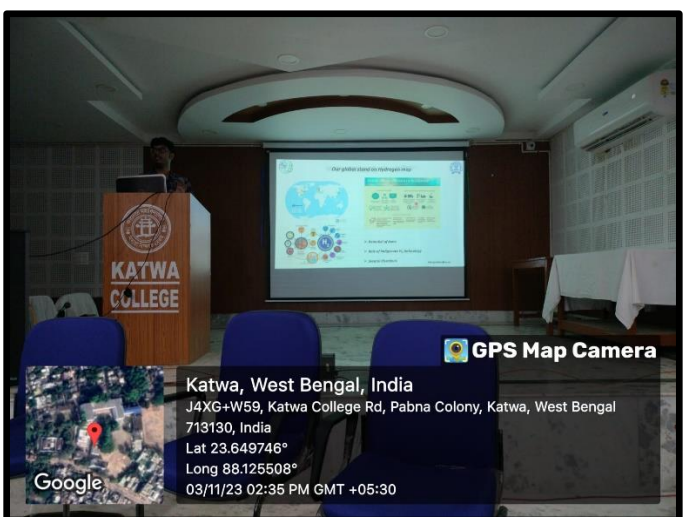 Our global stand on Hydrogen map
KATWA
COLLEGE
GPS Map Camera
Katwa, West Bengal, India
J4XG+W59, Katwa College Rd, Pabna Colony, Katwa, West Bengal
713130, India
Lat 23.649746°
Long 88.125508°
03/11/23 02:35 PM GMT +05:30
Google